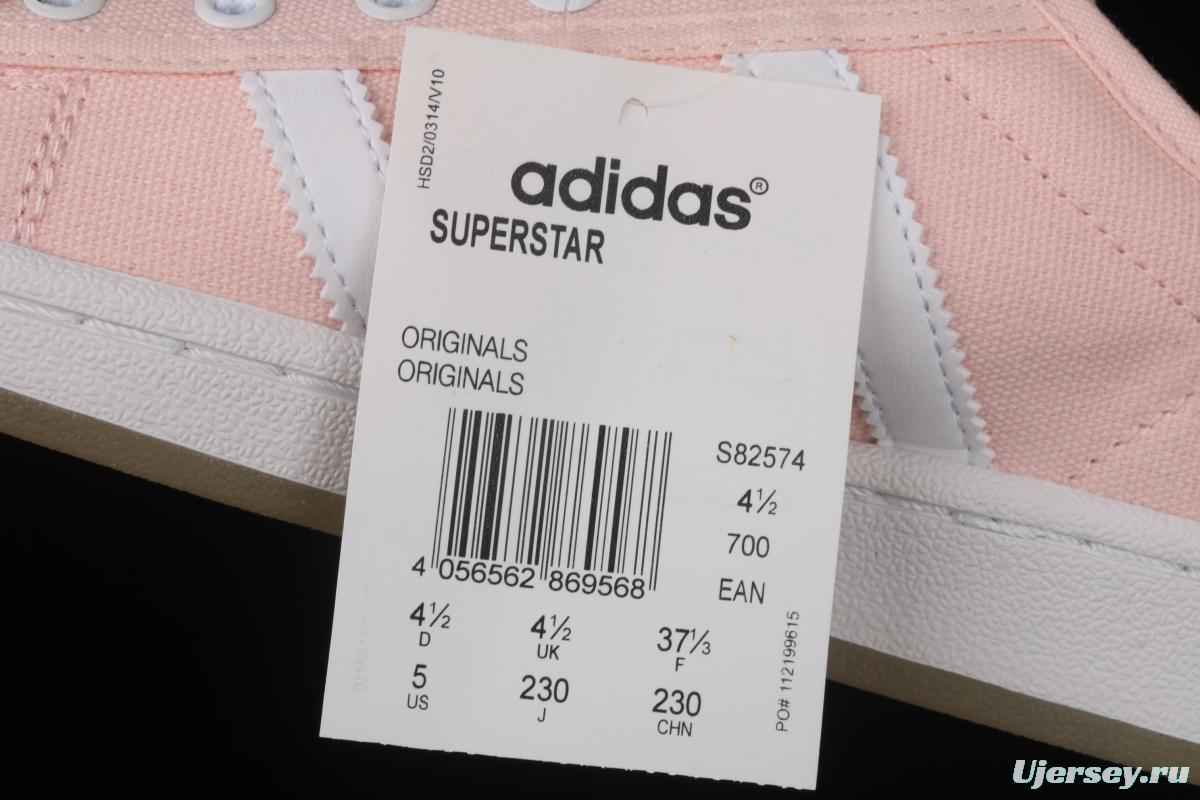 HSD2/0314/V10
adidas®
SUPERSTAR
ORIGINALS
ORIGINALS
S82574
4½
700
EAN
4 056562 869568
4½ 4½ 37⅓
D UK F
5 230 230
US J CHN
PO# 112199615
Ujersey.ru